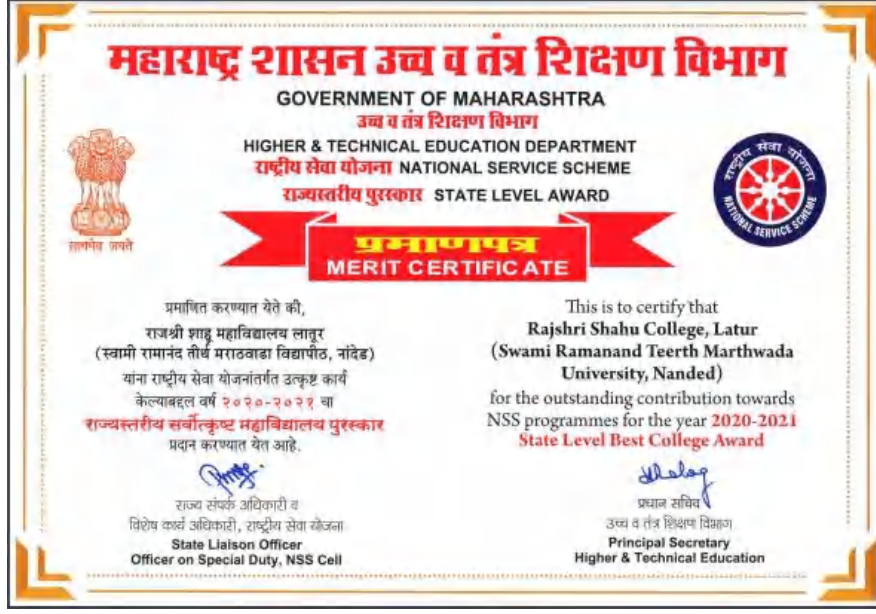 महाराष्ट्र शासन उच्च व तंत्र शिक्षण विभाग
GOVERNMENT OF MAHARASHTRA
उच्च व तंत्र शिक्षण विभाग
HIGHER & TECHNICAL EDUCATION DEPARTMENT
राष्ट्रीय सेवा योजना NATIONAL SERVICE SCHEME
राज्यस्तरीय पुरस्कार STATE LEVEL AWARD
सत्यमेव जयते
राष्ट्रीय सेवा योजना
NATIONAL SERVICE SCHEME
प्रमाणपत्र
MERIT CERTIFICATE
प्रमाणित करण्यात येते की,
राजश्री शाहू महाविद्यालय लातूर
(स्वामी रामानंद तीर्थ मराठवाडा विद्यापीठ, नांदेड)
यांना राष्ट्रीय सेवा योजनांतर्गत उत्कृष्ट कार्य
केल्याबद्दल वर्ष २०२०-२०२१ चा
राज्यस्तरीय सर्वोत्कृष्ट महाविद्यालय पुरस्कार
प्रदान करण्यात येत आहे.
राज्य संपर्क अधिकारी व
विशेष कार्य अधिकारी, राष्ट्रीय सेवा योजना
State Liasion Officer
Officer on Special Duty, NSS Cell
This is to certify that
Rajshri Shahu College, Latur
(Swami Ramanand Teerth Marthwada
University, Nanded)
for the outstanding contribution towards
NSS programmes for the year 2020-2021
State Level Best College Award
प्रधान सचिव
उच्च व तंत्र शिक्षण विभाग
Principal Secretary
Higher & Technical Education